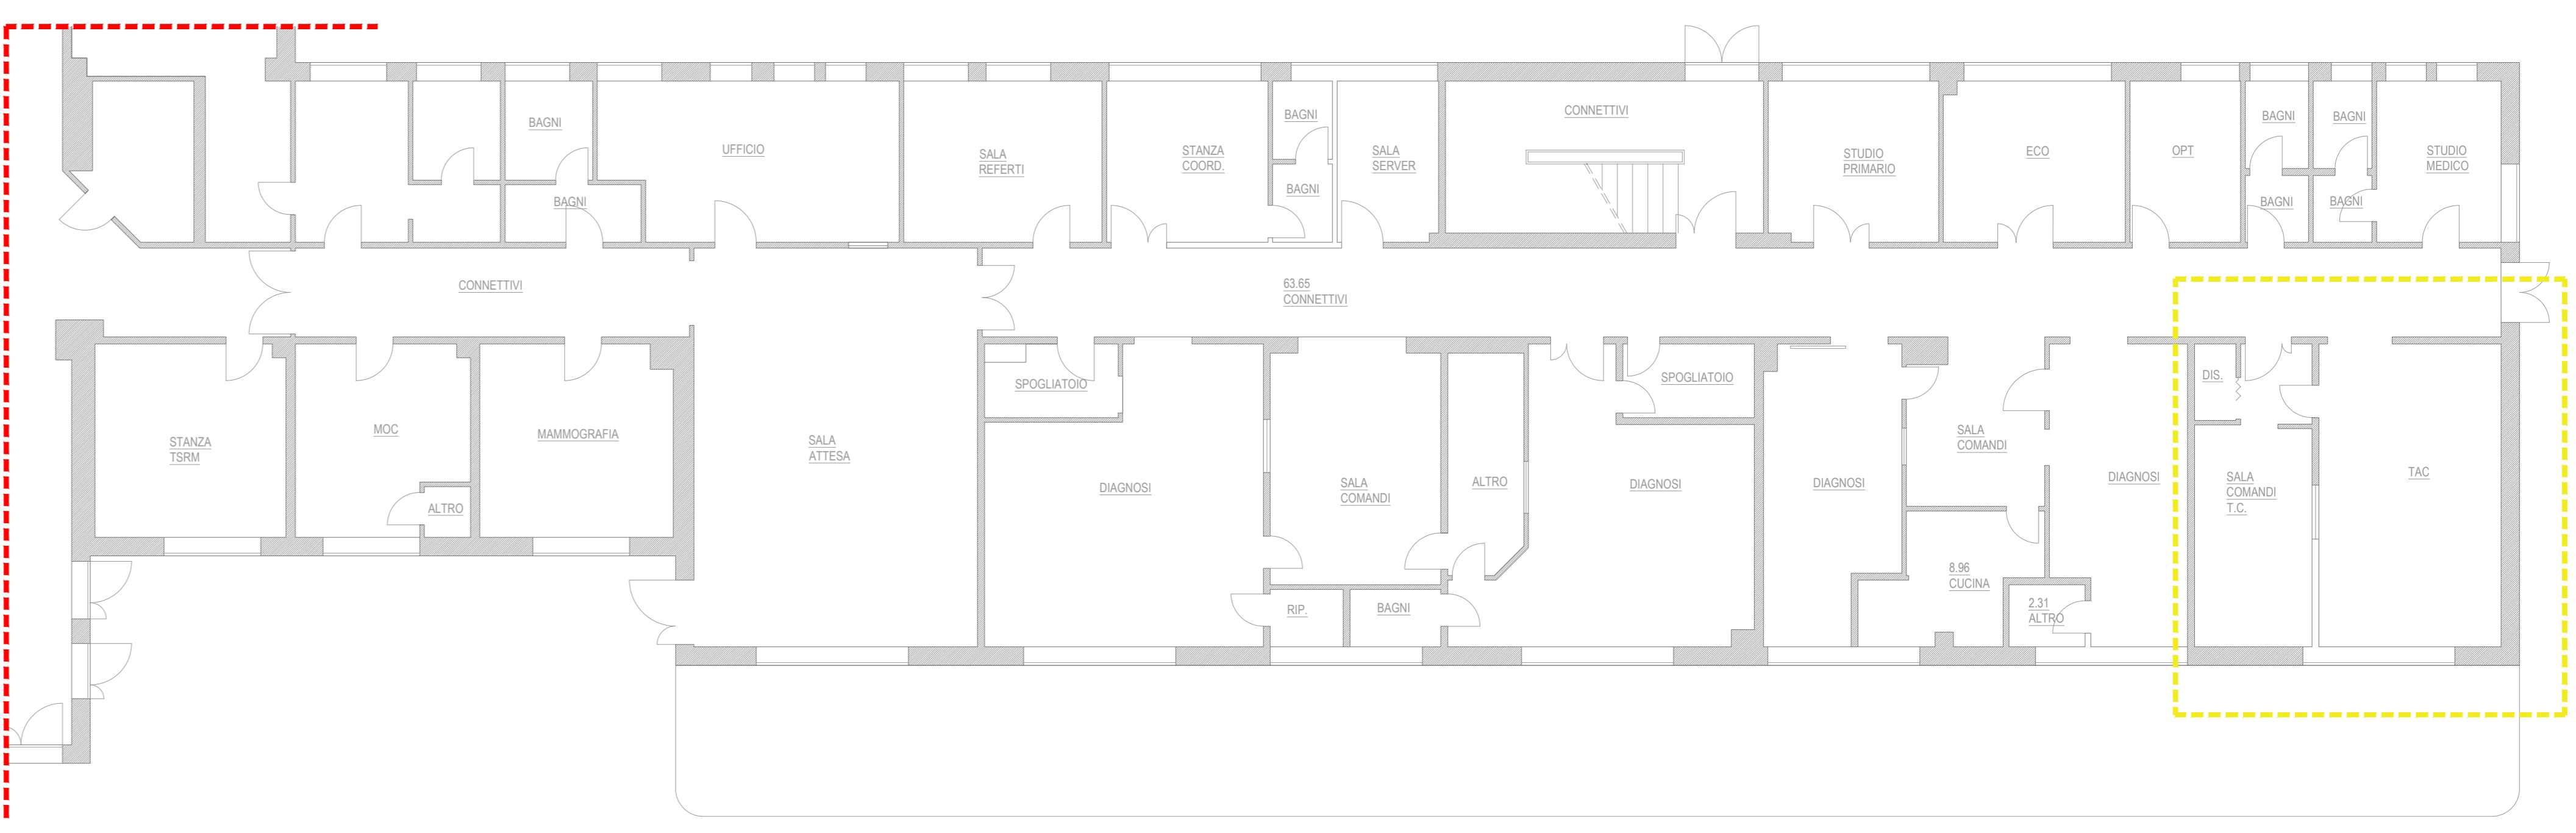 BAGNI
UFFICIO
BAGNI
SALA
REFERTI
STANZA
COORD.
BAGNI
BAGNI
SALA
SERVER
CONNETTIVI
STUDIO
PRIMARIO
ECO
OPT
BAGNI
BAGNI
BAGNI
BAGNI
STUDIO
MEDICO
CONNETTIVI
63.65
CONNETTIVI
STANZA
TSRM
MOC
ALTRO
MAMMOGRAFIA
SALA
ATTESA
SPOGLIATOIO
DIAGNOSI
SALA
COMANDI
RIP.
BAGNI
ALTRO
SPOGLIATOIO
DIAGNOSI
DIAGNOSI
SALA
COMANDI
8.96
CUCINA
2.31
ALTRO
DIAGNOSI
DIS.
SALA
COMANDI
T.C.
TAC